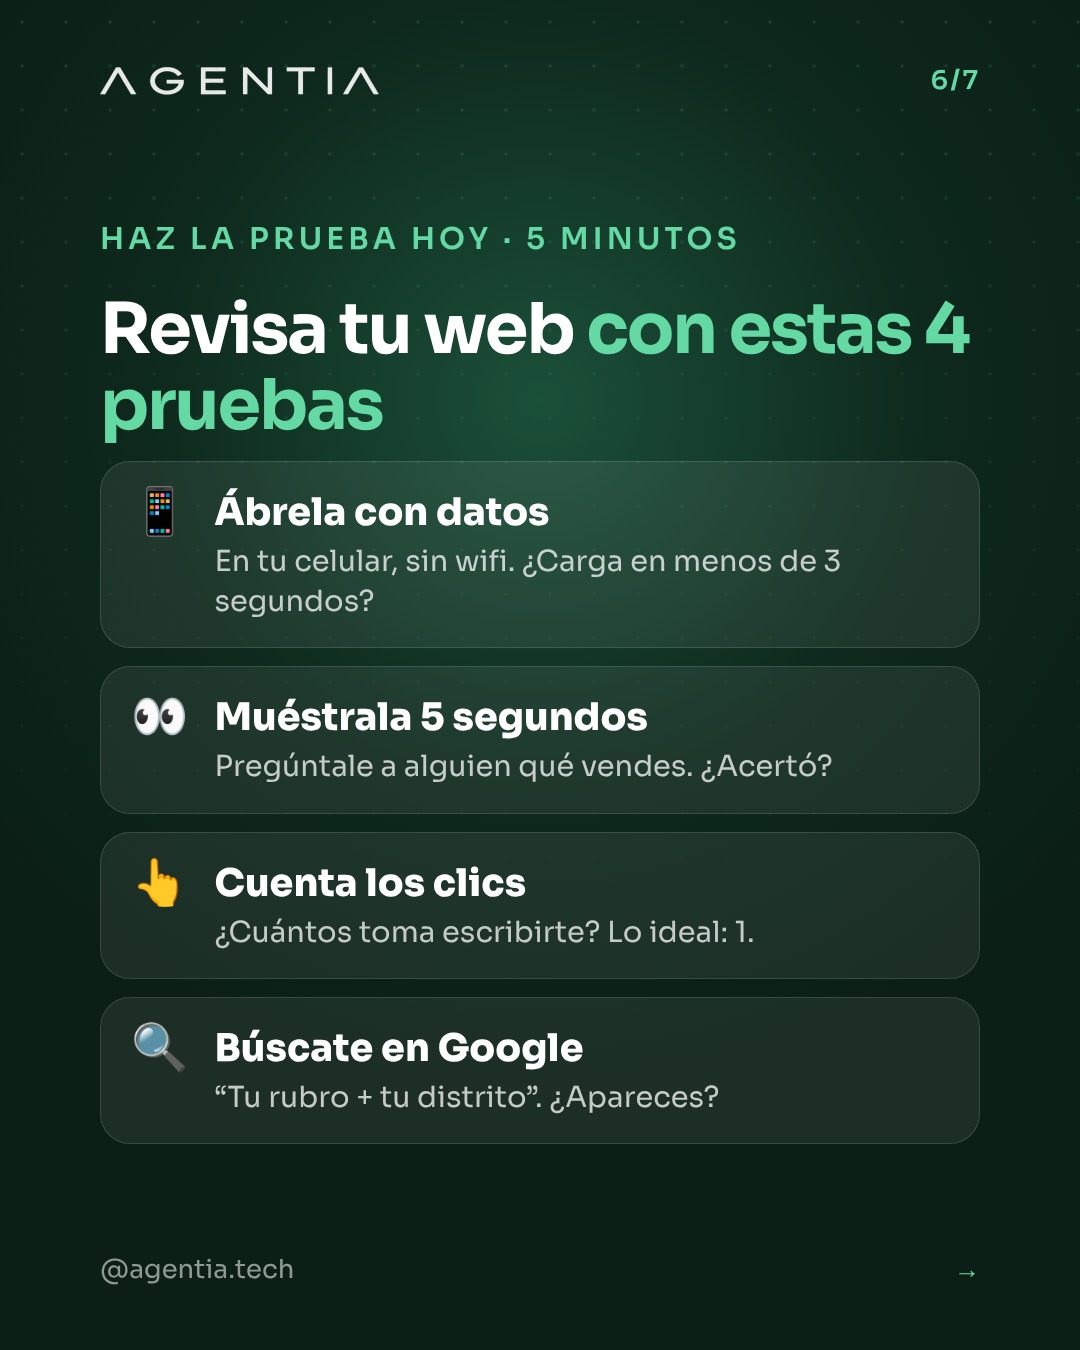 AGENTIA
6/7
HAZ LA PRUEBA HOY · 5 MINUTOS
Revisa tu web con estas 4
pruebas
Ábrela con datos
En tu celular, sin wifi. ¿Carga en menos de 3
segundos?
Muéstrala 5 segundos
Pregúntale a alguien qué vendes. ¿Acertó?
Cuenta los clics
¿Cuántos toma escribirte? Lo ideal: 1.
Búscate en Google
“Tu rubro + tu distrito”. ¿Apareces?
@agentia.tech
→